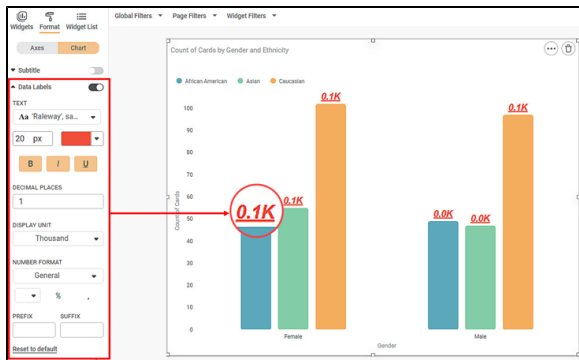 Widgets Format Widget List
Global Filters Page Filters Widget Filters
Axes Chart
Subtitle
Data Labels
TEXT
Aa 'Raleway', sa...
20 px
B I U
DECIMAL PLACES
1
DISPLAY UNIT
Thousand
NUMBER FORMAT
General
% ,
PREFIX SUFFIX
Reset to default
Count of Cards by Gender and Ethnicity
African American Asian Caucasian
Count of Cards
100
90
80
70
60
50
40
30
20
10
0
0.1K
0.1K
0.1K
0.0K
0.0K
0.1K
Female Male
Gender